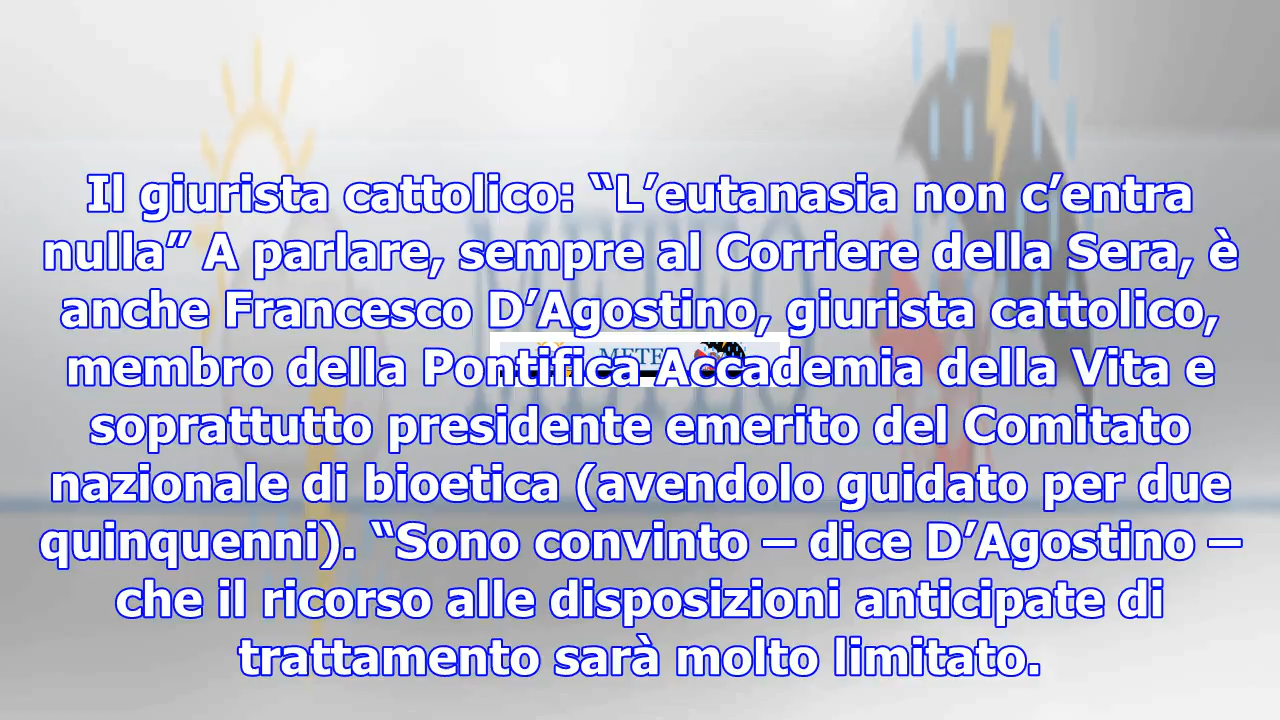 Il giurista cattolico: “L’eutanasia non c’entra
nulla” A parlare, sempre al Corriere della Sera, è
anche Francesco D’Agostino, giurista cattolico,
membro della Pontifica Accademia della Vita e
soprattutto presidente emerito del Comitato
nazionale di bioetica (avendolo guidato per due
quinquenni). “Sono convinto – dice D’Agostino –
che il ricorso alle disposizioni anticipate di
trattamento sarà molto limitato.
METEO